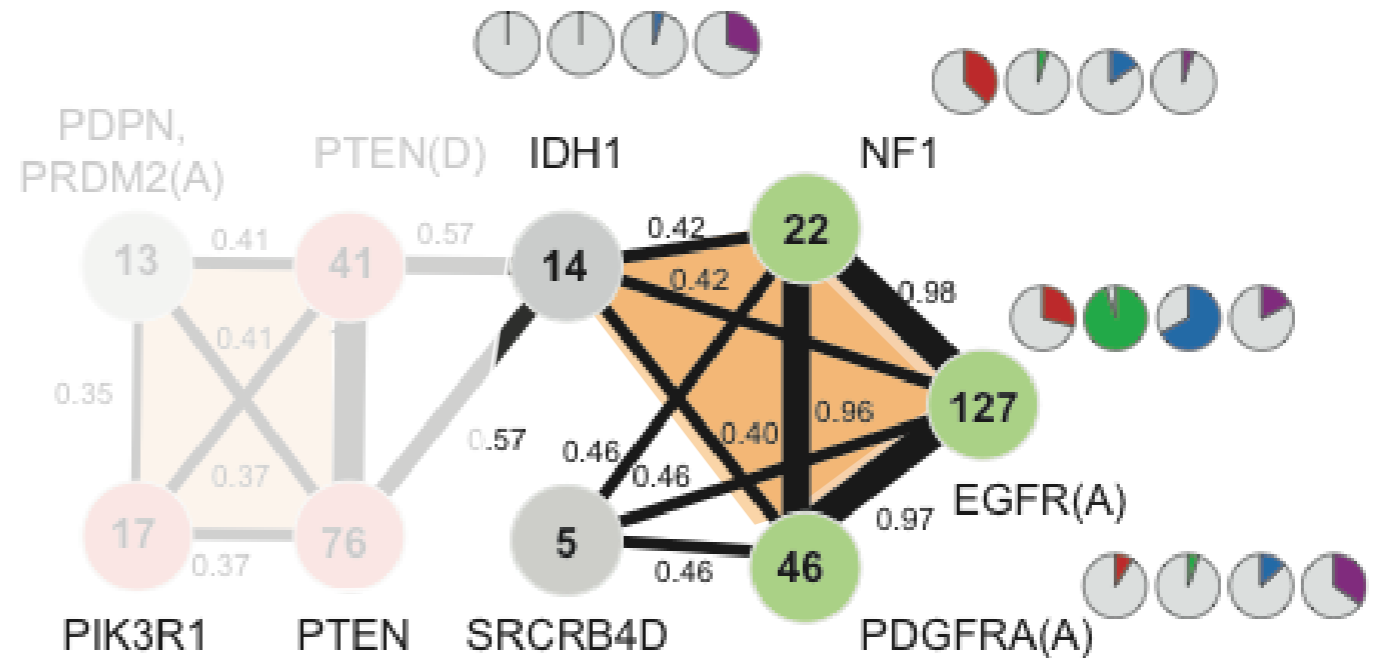 PDPN,
PRDM2(A)
PTEN(D)
IDH1
NF1
13
0.41
41
0.57
14
0.42
22
0.42
0.98
0.41
0.35
127
0.96
0.40
0.57
0.46
0.46
0.37
EGFR(A)
0.97
17
76
5
46
0.37
0.46
PIK3R1
PTEN
SRCRB4D
PDGFRA(A)